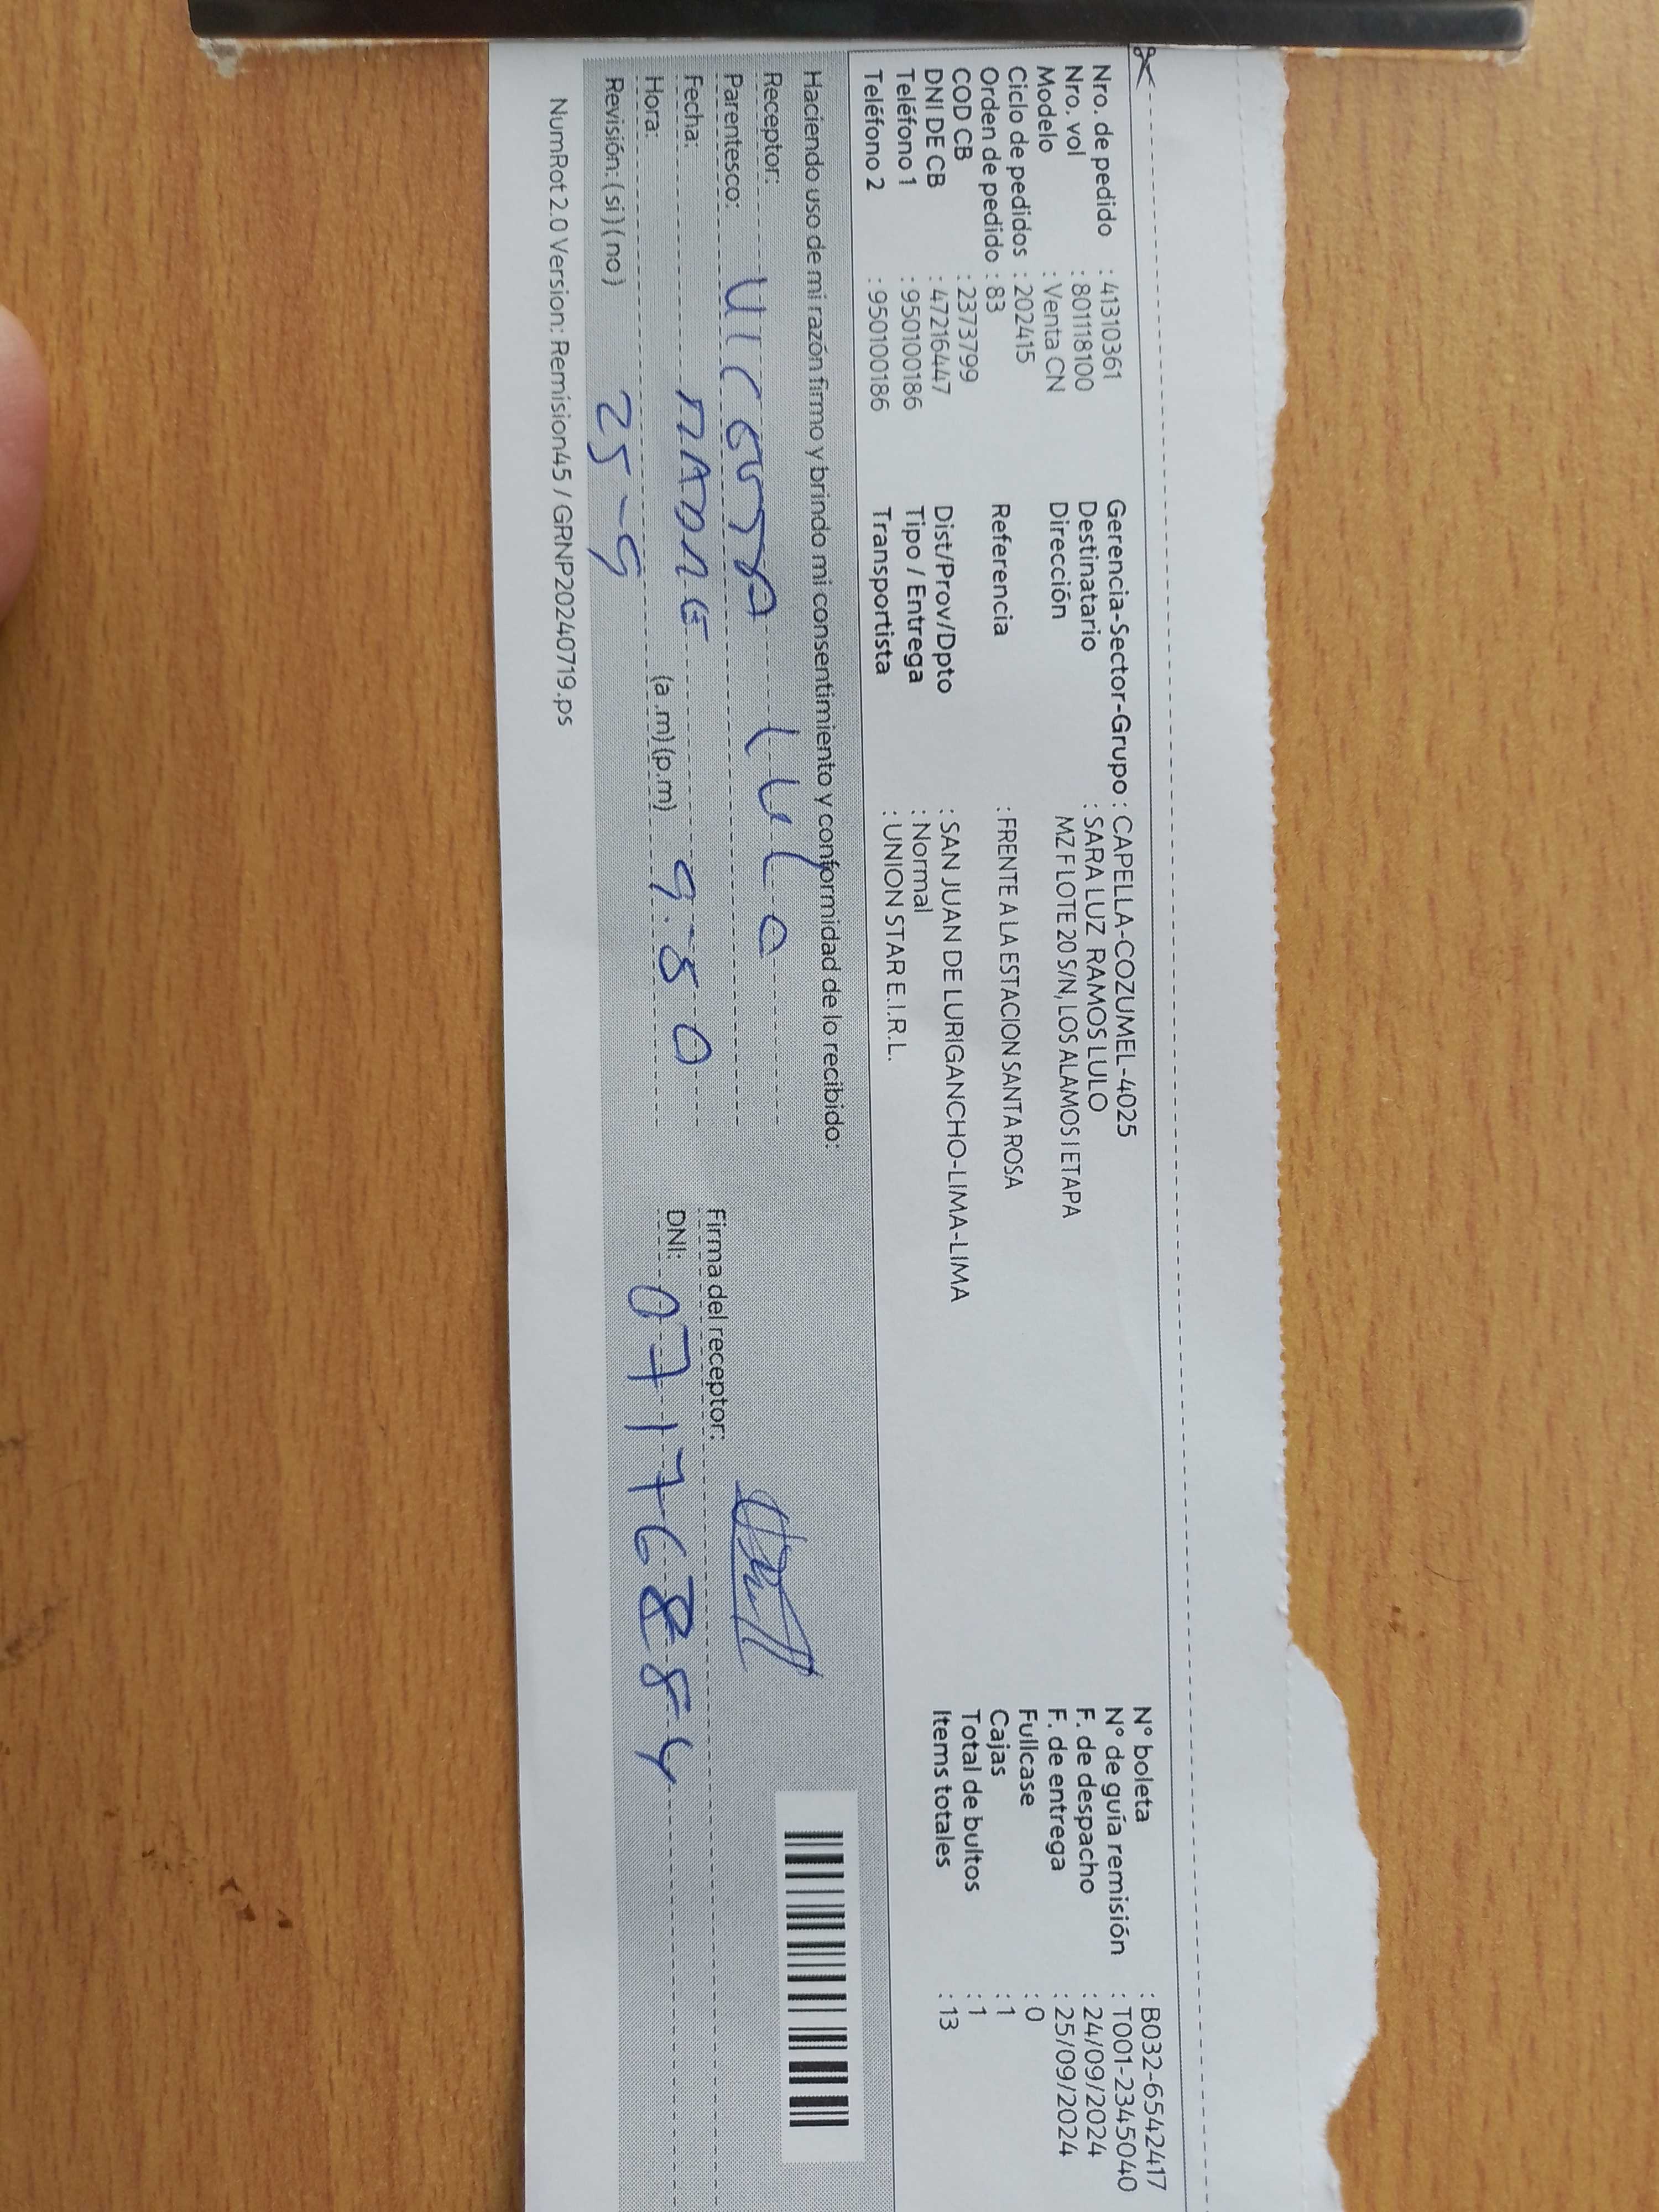 Nro. de pedido : 41310361
Nro. vol : 801118100
Modelo : Venta CN
Ciclo de pedidos : 202415
Orden de pedido : 83
COD CB : 2373799
DNI DE CB : 47216447
Teléfono 1 : 950100186
Teléfono 2 : 950100186
Gerencia-Sector-Grupo : CAPELLA-COZUMEL-4025
Destinatario : SARA LUZ RAMOS LULO
Dirección MZ F LOTE 20 S/N, LOS ALAMOS I ETAPA
Referencia : FRENTE A LA ESTACION SANTA ROSA
Dist/Prov/Dpto : SAN JUAN DE LURIGANCHO-LIMA-LIMA
Tipo / Entrega : Normal
Transportista : UNION STAR E.I.R.L.
N° boleta : B032-6542417
N° de guía remisión : T001-2345040
F. de despacho : 24/09/2024
F. de entrega : 25/09/2024
Fullcase : 0
Cajas : 1
Total de bultos : 1
Items totales : 13
Haciendo uso de mi razón firmo y brindo mi consentimiento y conformidad de lo recibido:
Receptor: LULO
Parentesco:
Fecha: MADRE
Hora: (a .m) (p.m) 9:50
Revisión: ( si ) ( no ) 25-9
Firma del receptor:
DNI: 07176884
NumRot 2.0 Version: Remision45 / GRNP20240719.ps